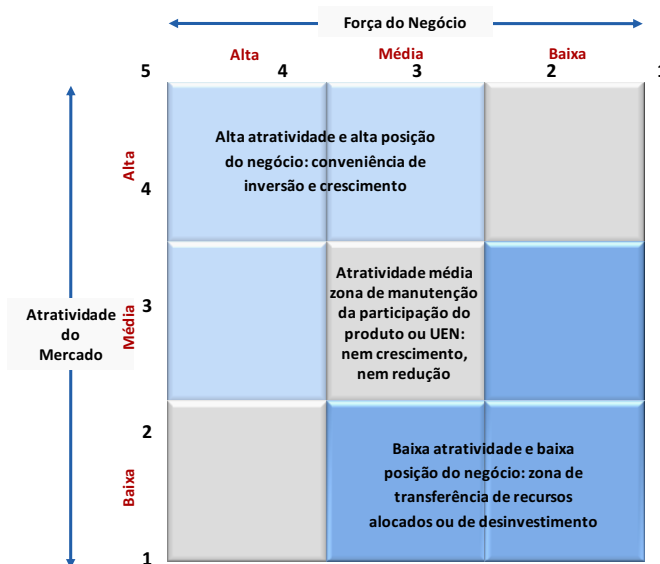 Força do Negócio
Alta Média Baixa
5 4 3 2 1
Alta atratividade e alta posição
do negócio: conveniência de
inversão e crescimento
Alta
4
Atratividade
do
Mercado
Média
3
Atratividade média
zona de manutenção
da participação do
produto ou UEN:
nem crescimento,
nem redução
2
Baixa
Baixa atratividade e baixa
posição do negócio: zona de
transferência de recursos
alocados ou de desinvestimento
1